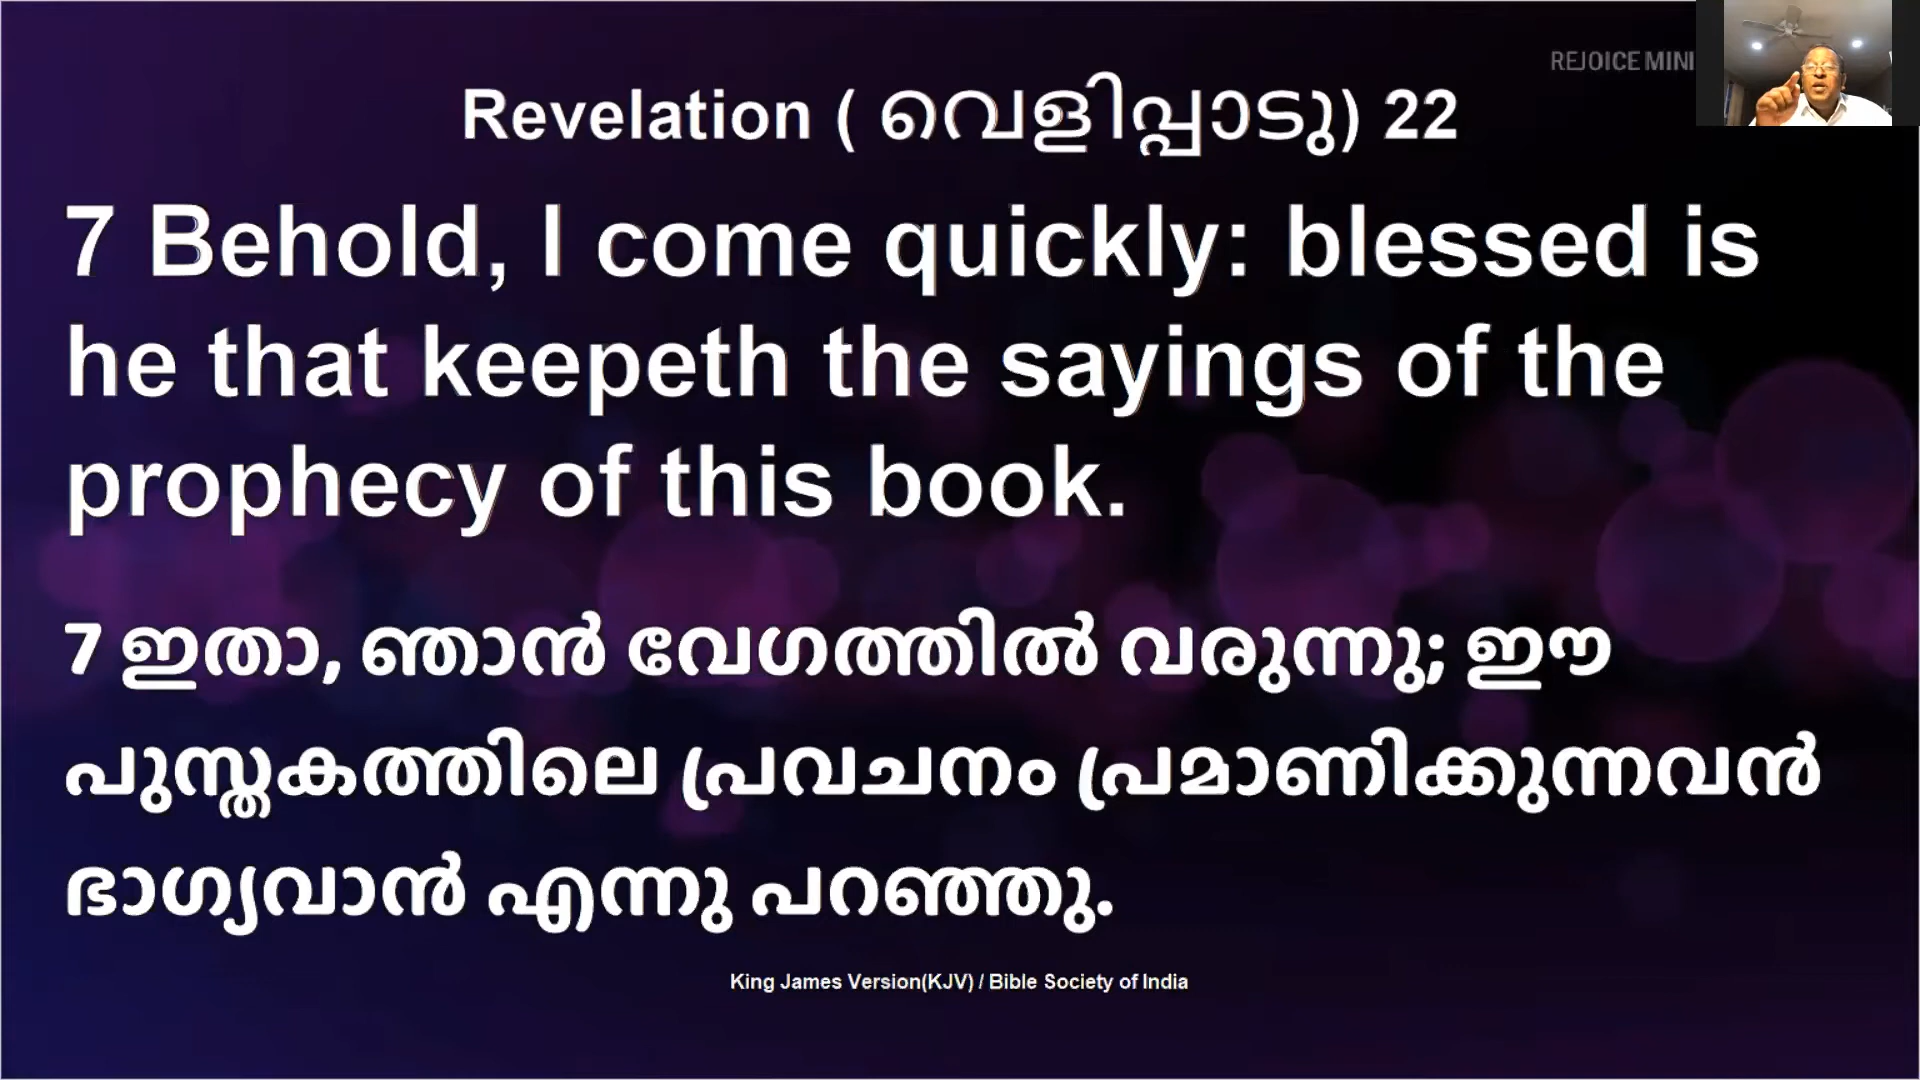 REJOICE MINI
Revelation ( വെളിപ്പാടു) 22
7 Behold, I come quickly: blessed is
he that keepeth the sayings of the
prophecy of this book.
7 ഇതാ, ഞാൻ വേഗത്തിൽ വരുന്നു; ഈ
പുസ്തകത്തിലെ പ്രവചനം പ്രമാണിക്കുന്നവൻ
ഭാഗ്യവാൻ എന്നു പറഞ്ഞു.
King James Version(KJV) / Bible Society of India